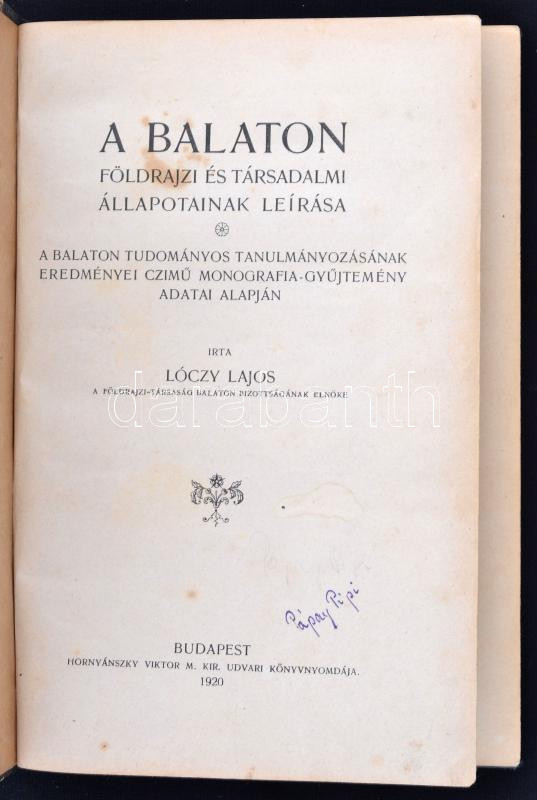 A BALATON
FÖLDRAJZI ÉS TÁRSADALMI
ÁLLAPOTAINAK LEÍRÁSA
A BALATON TUDOMÁNYOS TANULMÁNYOZÁSÁNAK
EREDMÉNYEI CZIMŰ MONOGRAFIA-GYŰJTEMÉNY
ADATAI ALAPJÁN
IRTA
LÓCZY LAJOS
A FÖLDRAJZI-TÁRSASÁG BALATON BIZOTTSÁGÁNAK ELNÖKE
darabanth
Pápay Pipi
BUDAPEST
HORNYÁNSZKY VIKTOR M. KIR. UDVARI KÖNYVNYOMDÁJA.
1920